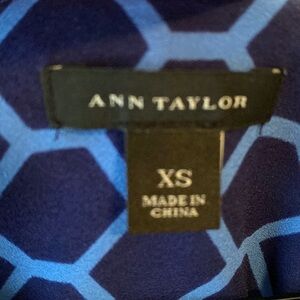 ANN TAYLOR
XS
MADE IN
CHINA